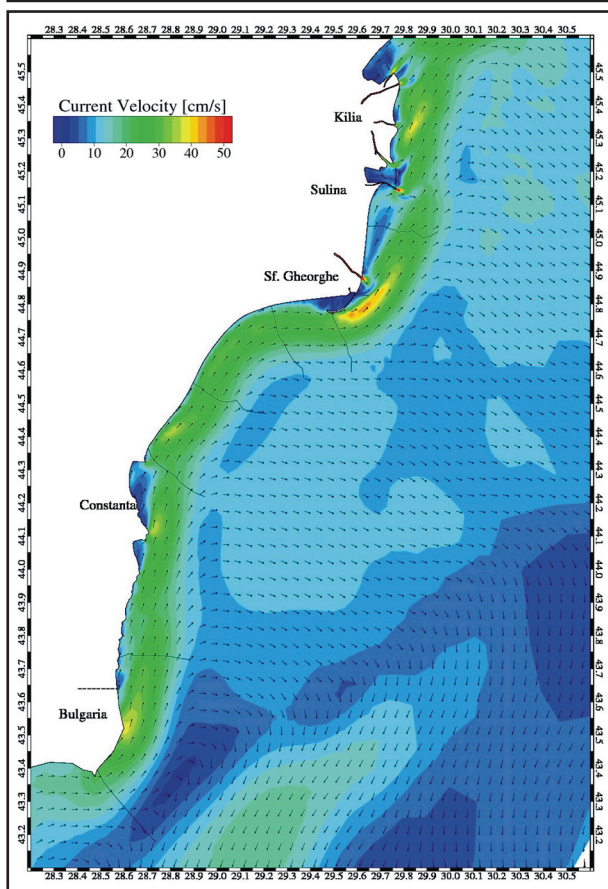 28.3 28.4 28.5 28.6 28.7 28.8 28.9 29.0 29.1 29.2 29.3 29.4 29.5 29.6 29.7 29.8 29.9 30.0 30.1 30.2 30.3 30.4 30.5
45.5 45.4 45.3 45.2 45.1 45.0 44.9 44.8 44.7 44.6 44.5 44.4 44.3 44.2 44.1 44.0 43.9 43.8 43.7 43.6 43.5 43.4 43.3 43.2
Current Velocity [cm/s]
0 10 20 30 40 50
Kilia
Sulina
Sf. Gheorghe
Constanta
Bulgaria
45.5 45.4 45.3 45.2 45.1 45.0 44.9 44.8 44.7 44.6 44.5 44.4 44.3 44.2 44.1 44.0 43.9 43.8 43.7 43.6 43.5 43.4 43.3 43.2
28.3 28.4 28.5 28.6 28.7 28.8 28.9 29.0 29.1 29.2 29.3 29.4 29.5 29.6 29.7 29.8 29.9 30.0 30.1 30.2 30.3 30.4 30.5